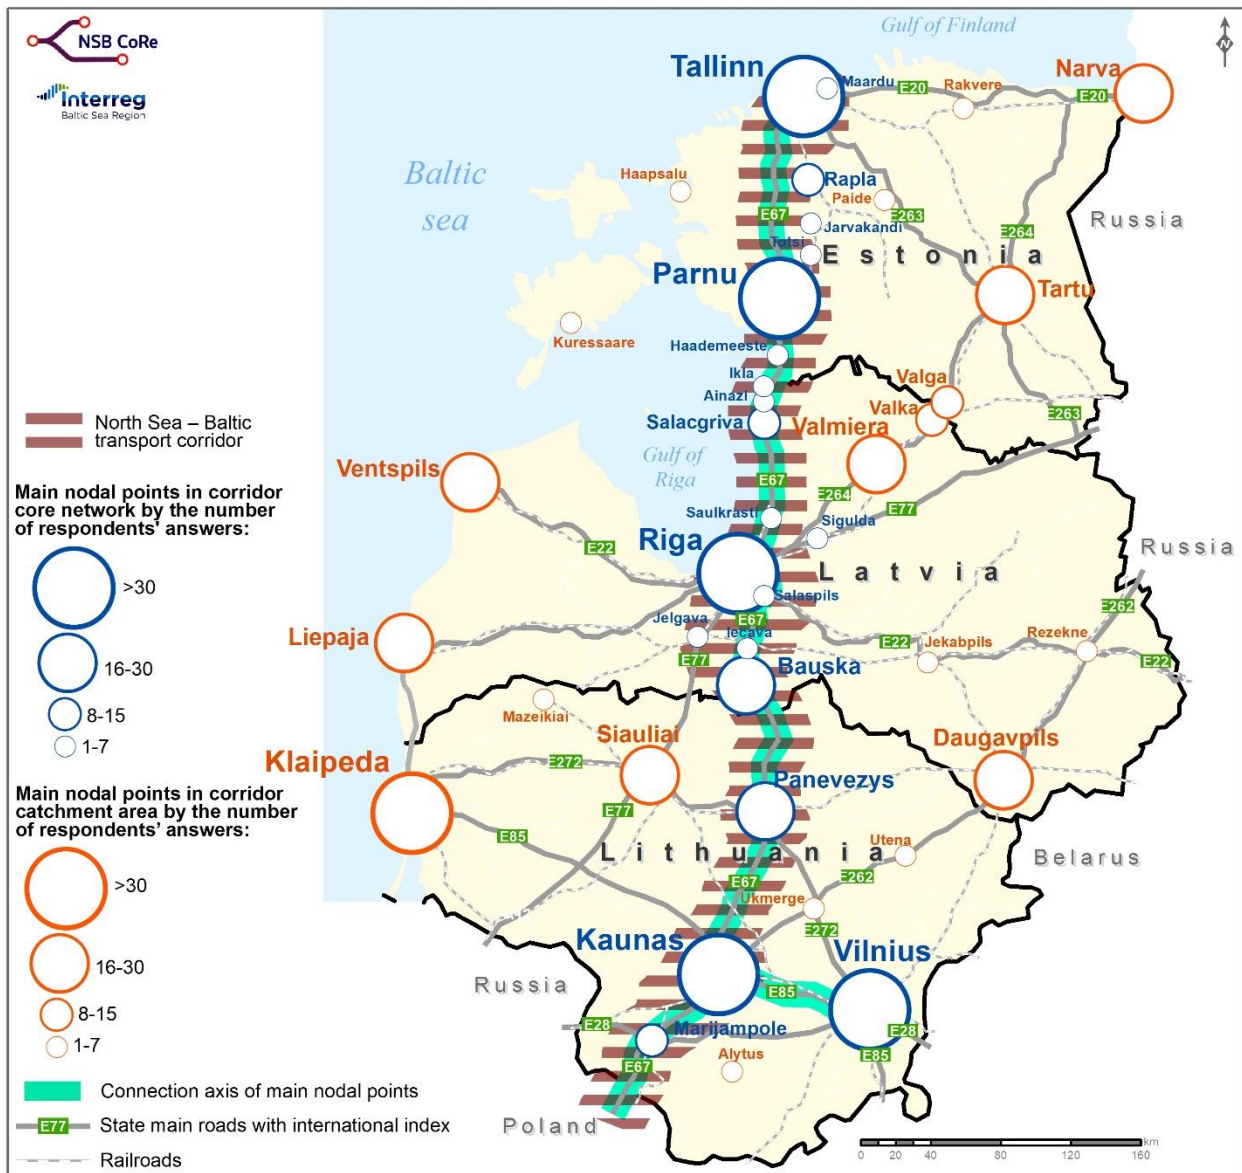 NSB CoRe
Interreg
Baltic Sea Region
Gulf of Finland
N
Tallinn
Maardu
E20
Rakvere
Narva
E20
Baltic
sea
Haapsalu
Rapla
Paide
E263
E67
Jarvakandi
E264
Russia
Totsi
Estonia
Parnu
Tartu
Kuressaare
Haademeeste
Ikla
Ainazi
Salacgriva
Valga
Valka
Valmiera
E263
North Sea – Baltic
transport corridor
Gulf of
Riga
Ventspils
E67
E264
E77
Main nodal points in corridor
core network by the number
of respondents' answers:
>30
16-30
8-15
1-7
Saulkrasti
Sigulda
Riga
E22
Latvia
Russia
Salaspils
E262
Liepaja
Jelgava
E67
Iecava
E77
E22
Jekabpils
Rezekne
E22
Bauska
Mazeikiai
Siauliai
Daugavpils
Klaipeda
E272
Panevezys
Main nodal points in corridor
catchment area by the number
of respondents’ answers:
>30
16-30
8-15
1-7
E77
E85
Utena
Lithuania
Belarus
E67
E262
Ukmerge
E272
Kaunas
Vilnius
Russia
E85
E28
Marijampole
E28
E85
E67
Alytus
Poland
Connection axis of main nodal points
E77
State main roads with international index
Railroads
km
0 20 40 80 120 160